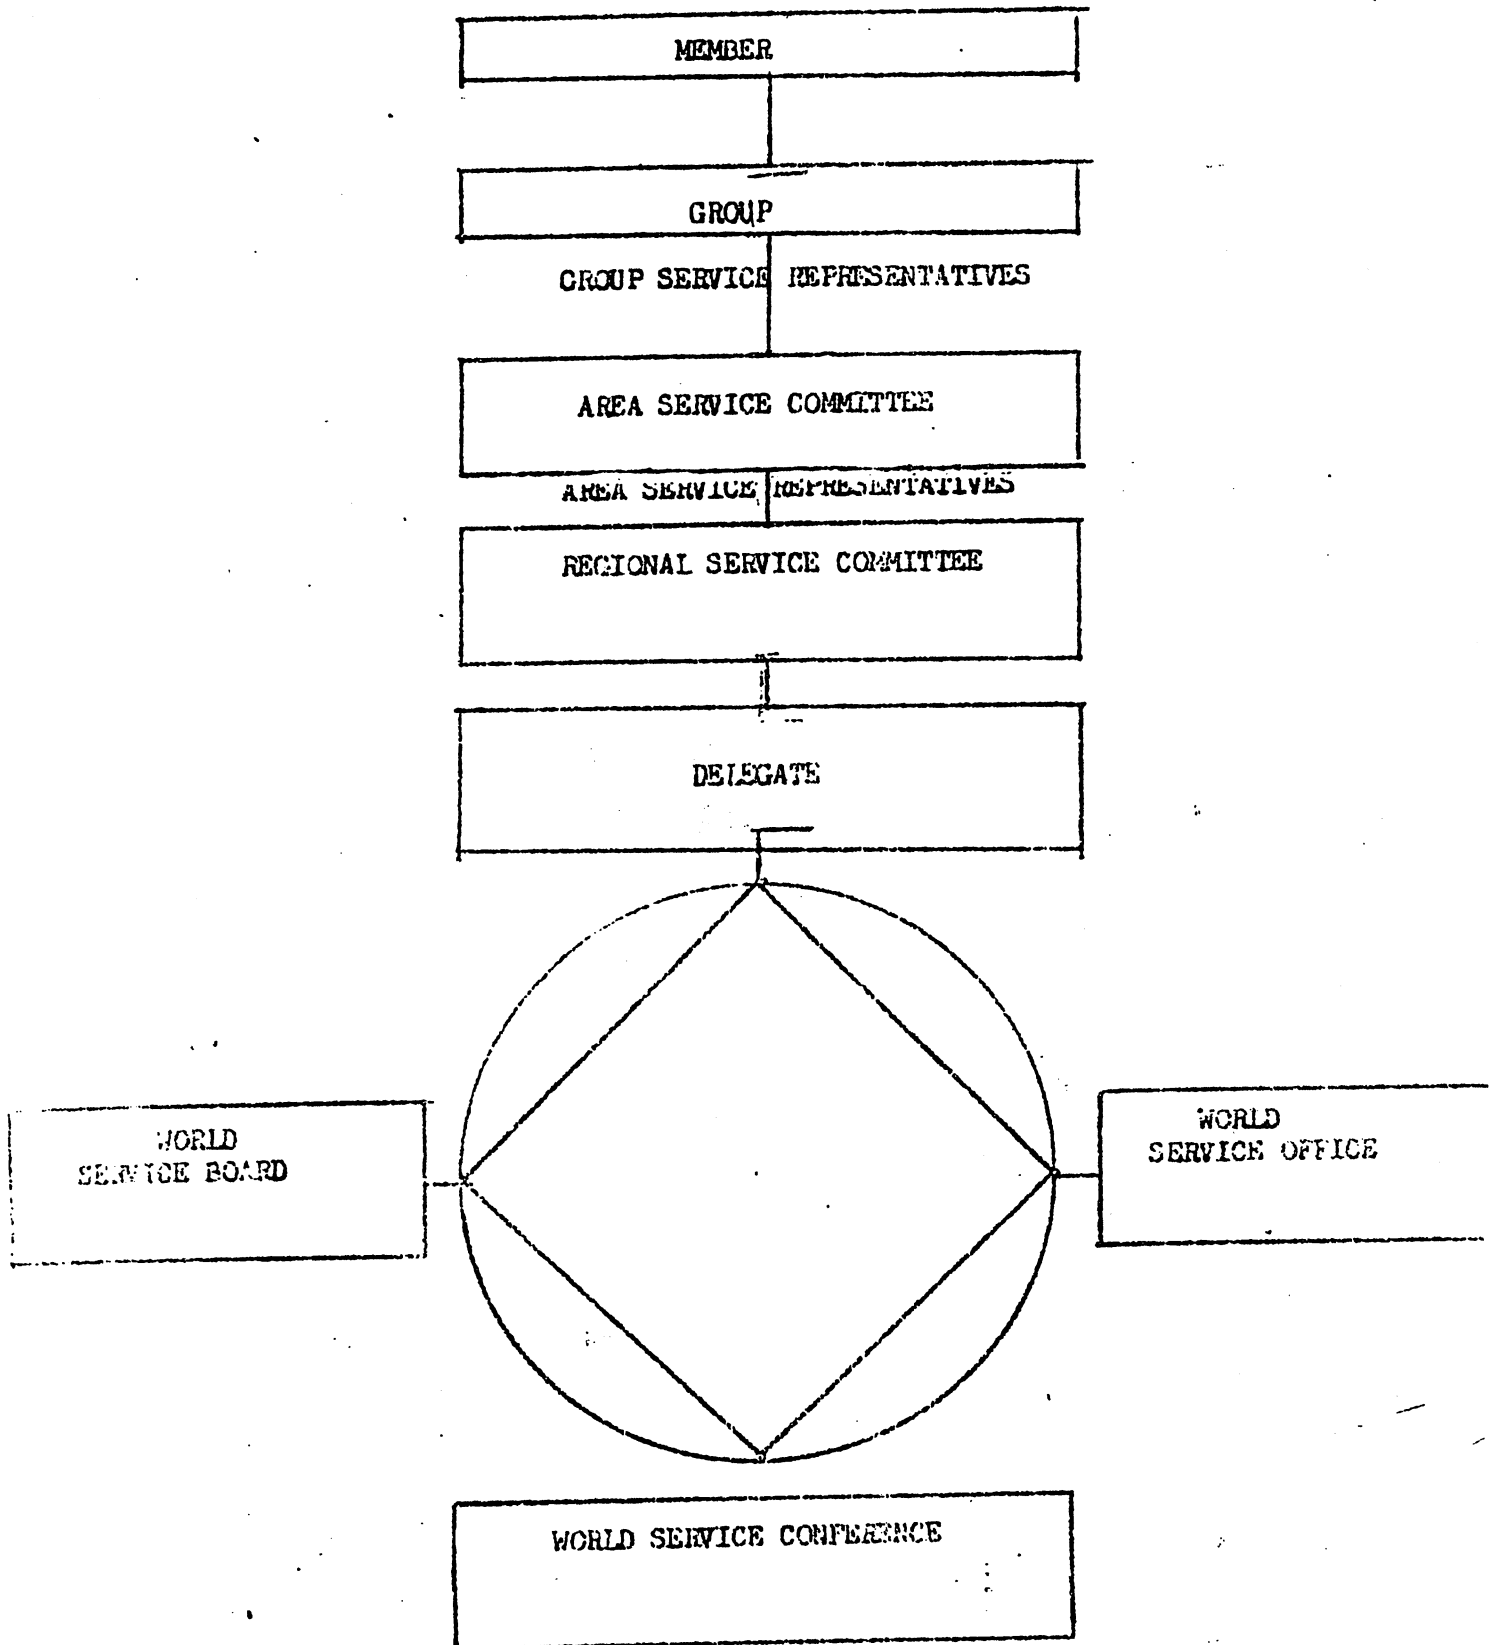 MEMBER
GROUP
GROUP SERVICE REPRESENTATIVES
AREA SERVICE COMMITTEE
AREA SERVICE REPRESENTATIVES
REGIONAL SERVICE COMMITTEE
DELEGATE
WORLD
SERVICE BOARD
WORLD
SERVICE OFFICE
WORLD SERVICE CONFERENCE